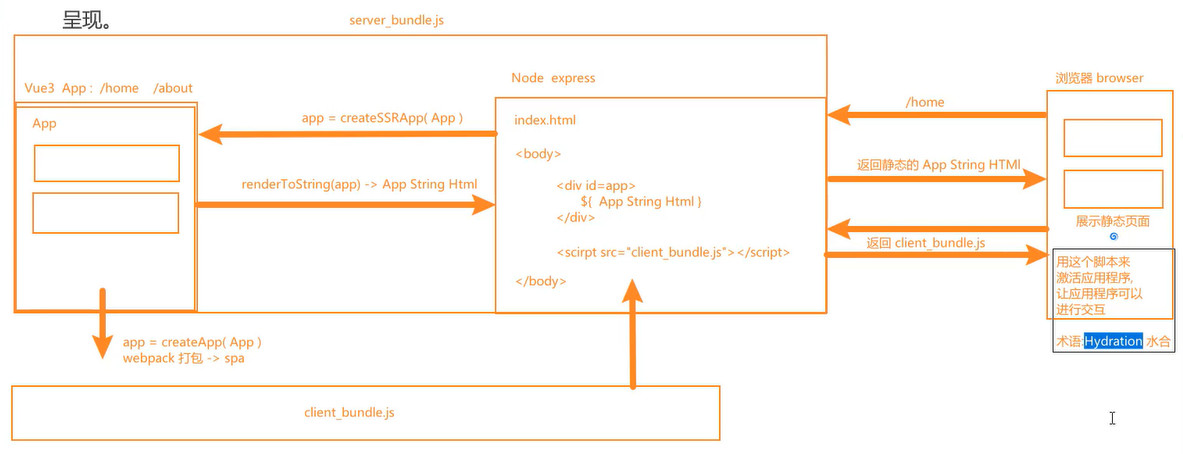 呈现。
server_bundle.js
Vue3 App : /home /about
App
app = createSSRApp( App )
renderToString(app) -> App String Html
Node express
index.html
<body>
<div id=app>
${ App String Html }
</div>
<scirpt src="client_bundle.js"></script>
</body>
浏览器 browser
/home
返回静态的 App String HTMl
展示静态页面
返回 client_bundle.js
用这个脚本来
激活应用程序,
让应用程序可以
进行交互
术语:Hydration 水合
app = createApp( App )
webpack 打包 -> spa
client_bundle.js